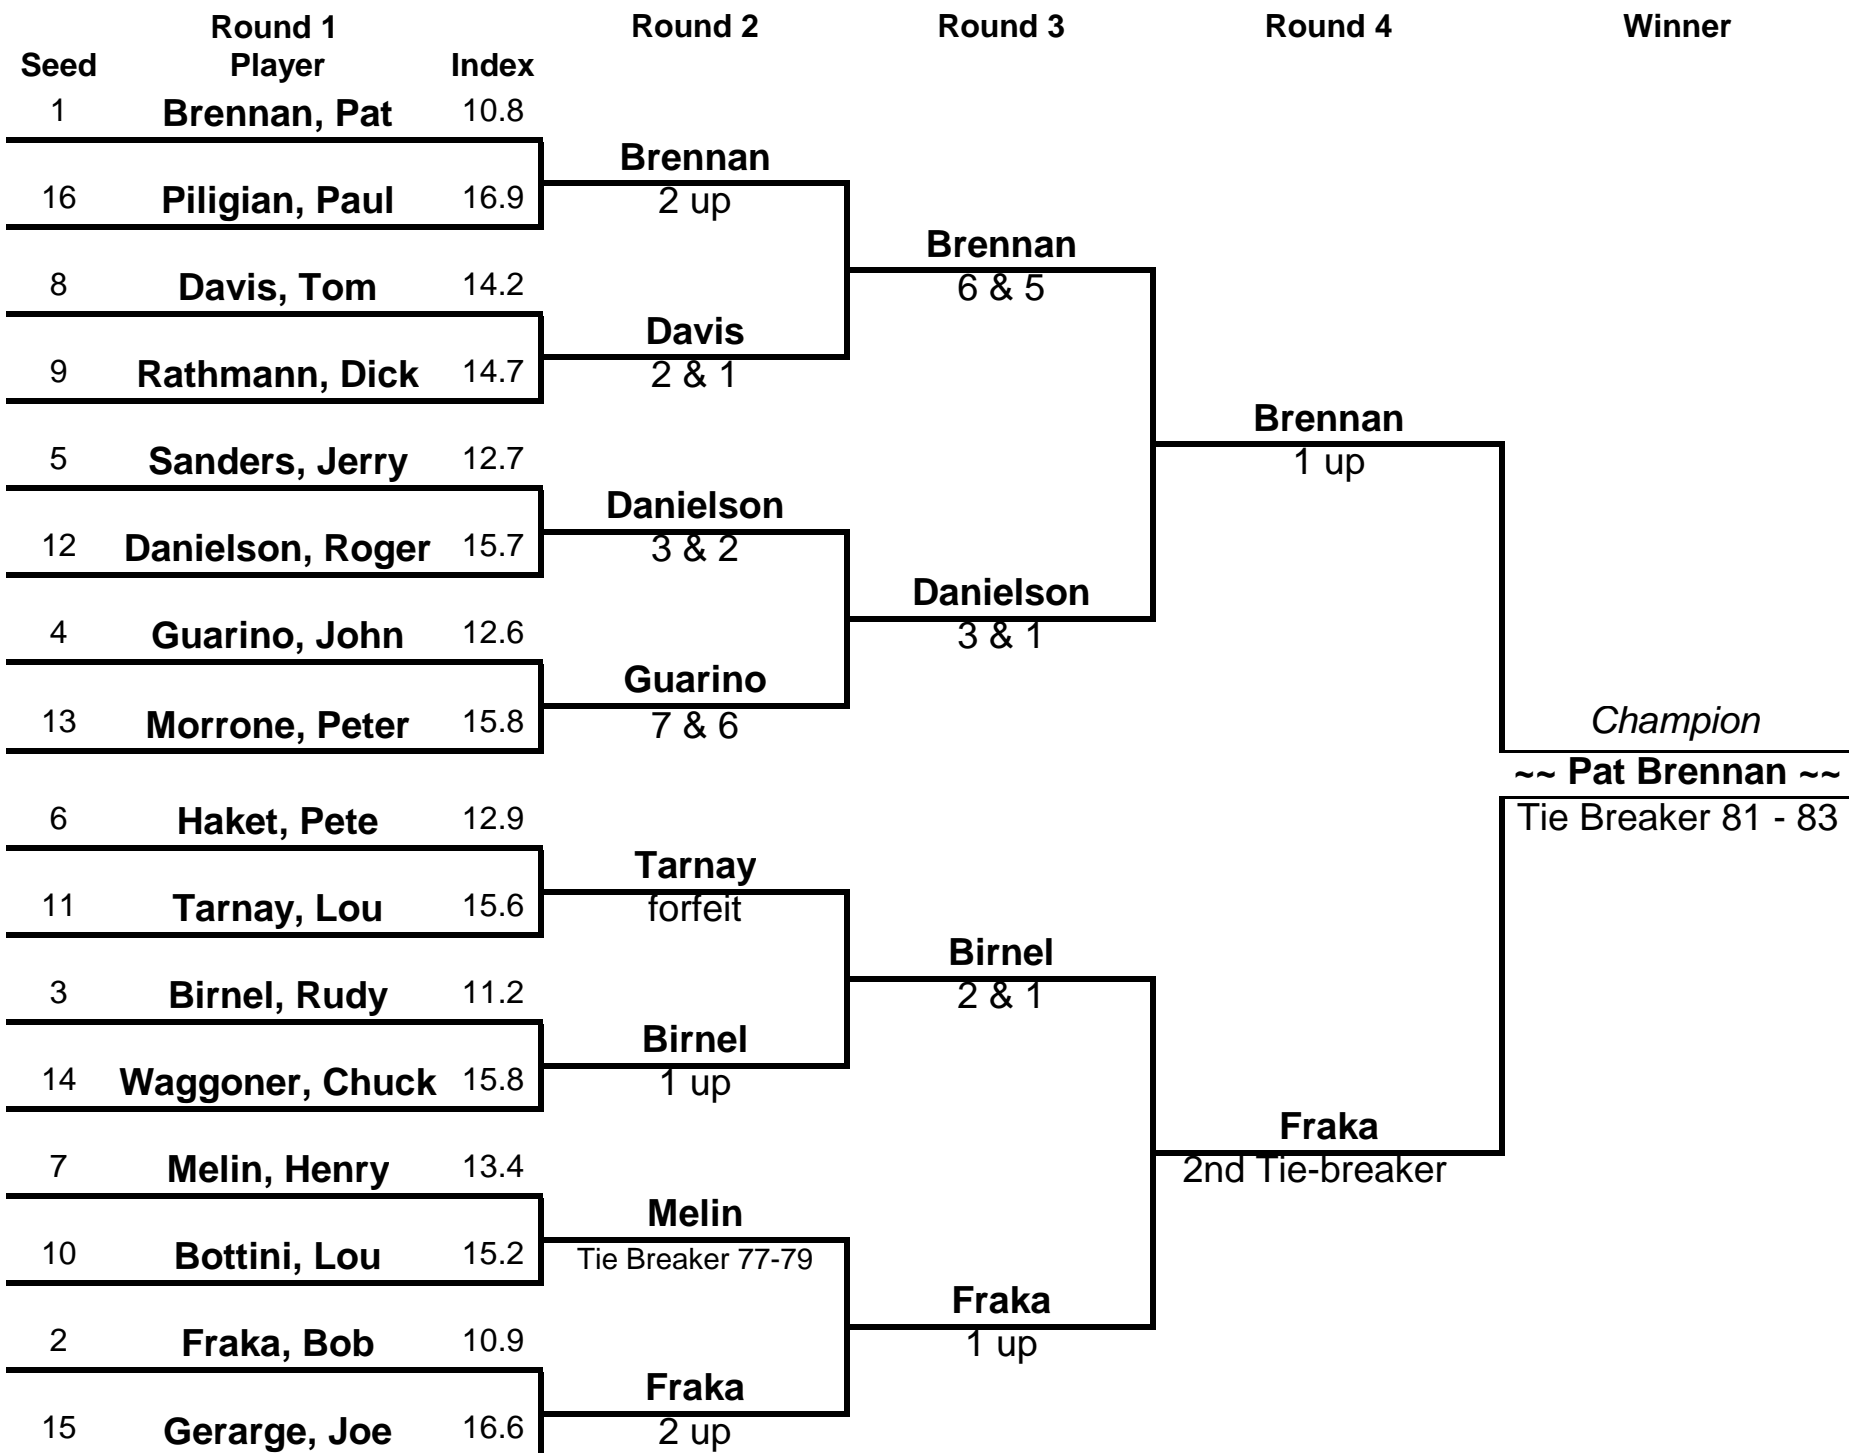 Round 1 Round 2 Round 3 Round 4 Winner
Seed Player Index
1 Brennan, Pat 10.8
Brennan
16 Piligian, Paul 16.9 2 up
Brennan
8 Davis, Tom 14.2 6 & 5
Davis
9 Rathmann, Dick 14.7 2 & 1
Brennan
5 Sanders, Jerry 12.7 1 up
Danielson
12 Danielson, Roger 15.7 3 & 2
Danielson
4 Guarino, John 12.6 3 & 1
Guarino
13 Morrone, Peter 15.8 7 & 6 Champion
~~ Pat Brennan ~~
6 Haket, Pete 12.9 Tie Breaker 81 - 83
Tarnay
11 Tarnay, Lou 15.6 forfeit
Birnel
3 Birnel, Rudy 11.2 2 & 1
Birnel
14 Waggoner, Chuck 15.8 1 up
Fraka
7 Melin, Henry 13.4 2nd Tie-breaker
Melin
10 Bottini, Lou 15.2 Tie Breaker 77-79
Fraka
2 Fraka, Bob 10.9 1 up
Fraka
15 Gerarge, Joe 16.6 2 up